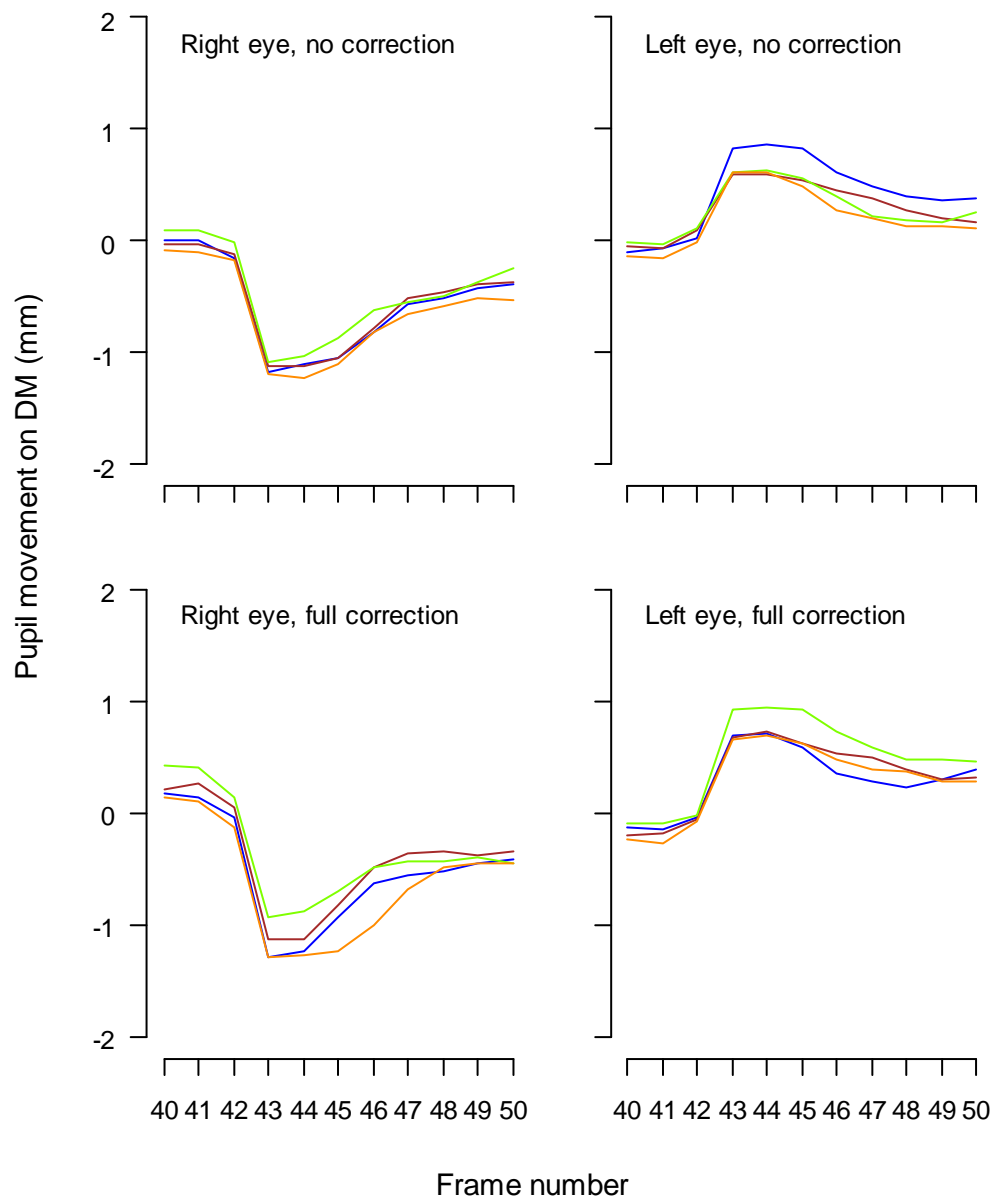 Pupil movement on DM (mm)
Right eye, no correction
2
1
0
-1
-2
Left eye, no correction
Right eye, full correction
2
1
0
-1
-2
40 41 42 43 44 45 46 47 48 49 50
Left eye, full correction
40 41 42 43 44 45 46 47 48 49 50
Frame number